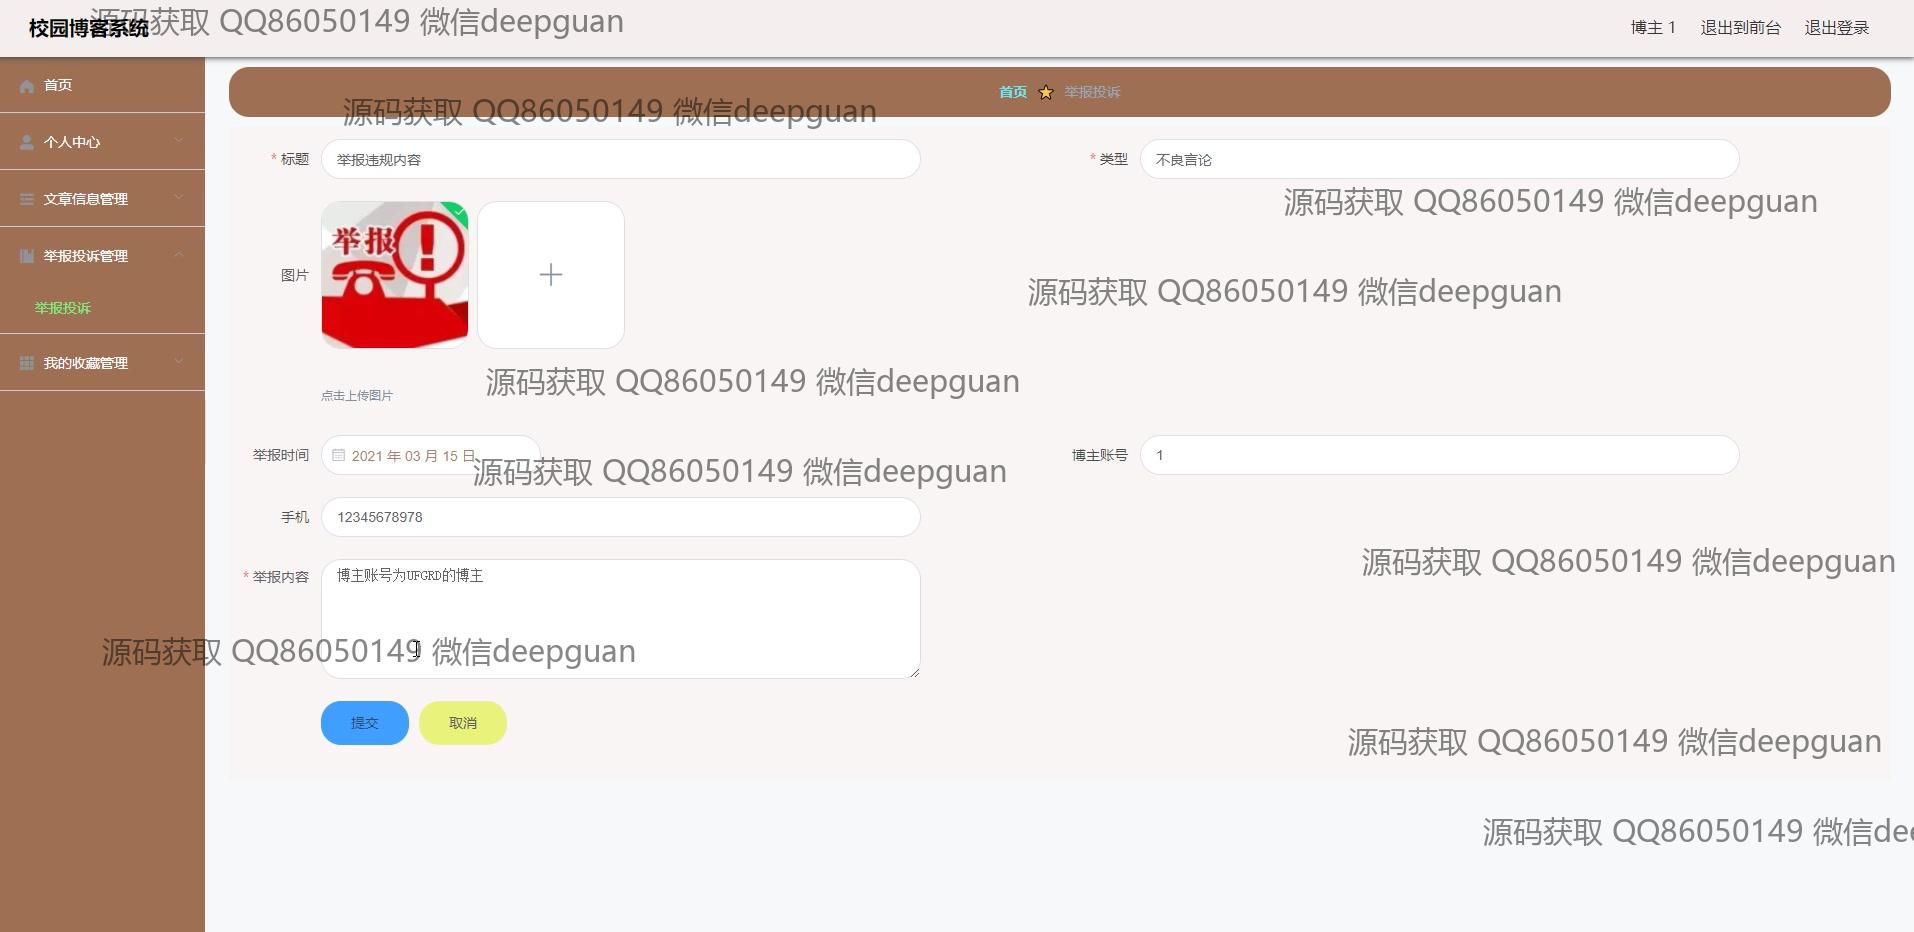 校园博客系统
源码获取 QQ86050149 微信deepguan
博主 1 退出到前台 退出登录
首页
个人中心
文章信息管理
举报投诉管理
举报投诉
我的收藏管理
首页 举报投诉
源码获取 QQ86050149 微信deepguan
* 标题 举报违规内容
* 类型 不良言论
源码获取 QQ86050149 微信deepguan
图片
举报
源码获取 QQ86050149 微信deepguan
点击上传图片
源码获取 QQ86050149 微信deepguan
举报时间 2021 年 03 月 15 日
博主账号 1
源码获取 QQ86050149 微信deepguan
手机 12345678978
* 举报内容 博主账号为UFGRD的博主
源码获取 QQ86050149 微信deepguan
源码获取 QQ86050149 微信deepguan
提交 取消
源码获取 QQ86050149 微信deepguan
源码获取 QQ86050149 微信dee